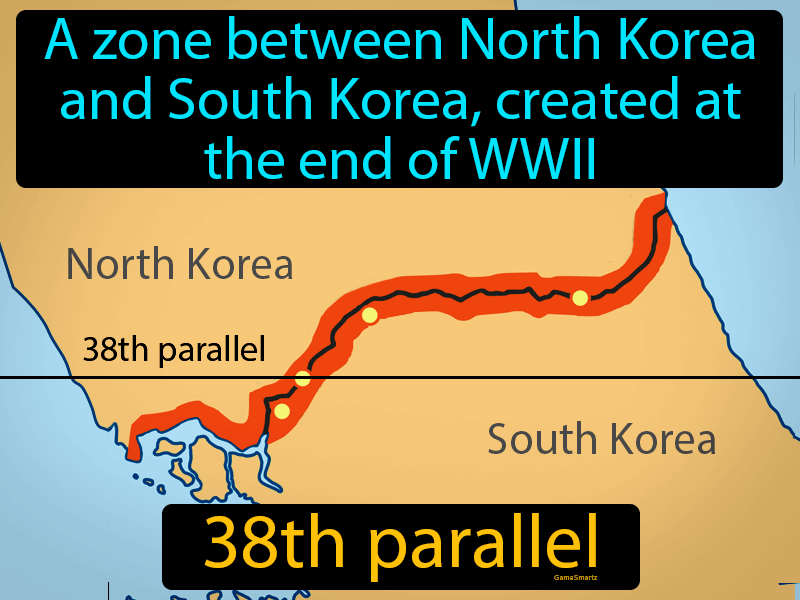 A zone between North Korea
and South Korea, created at
the end of WWII
North Korea
38th parallel
South Korea
38th parallel
GameSmartz